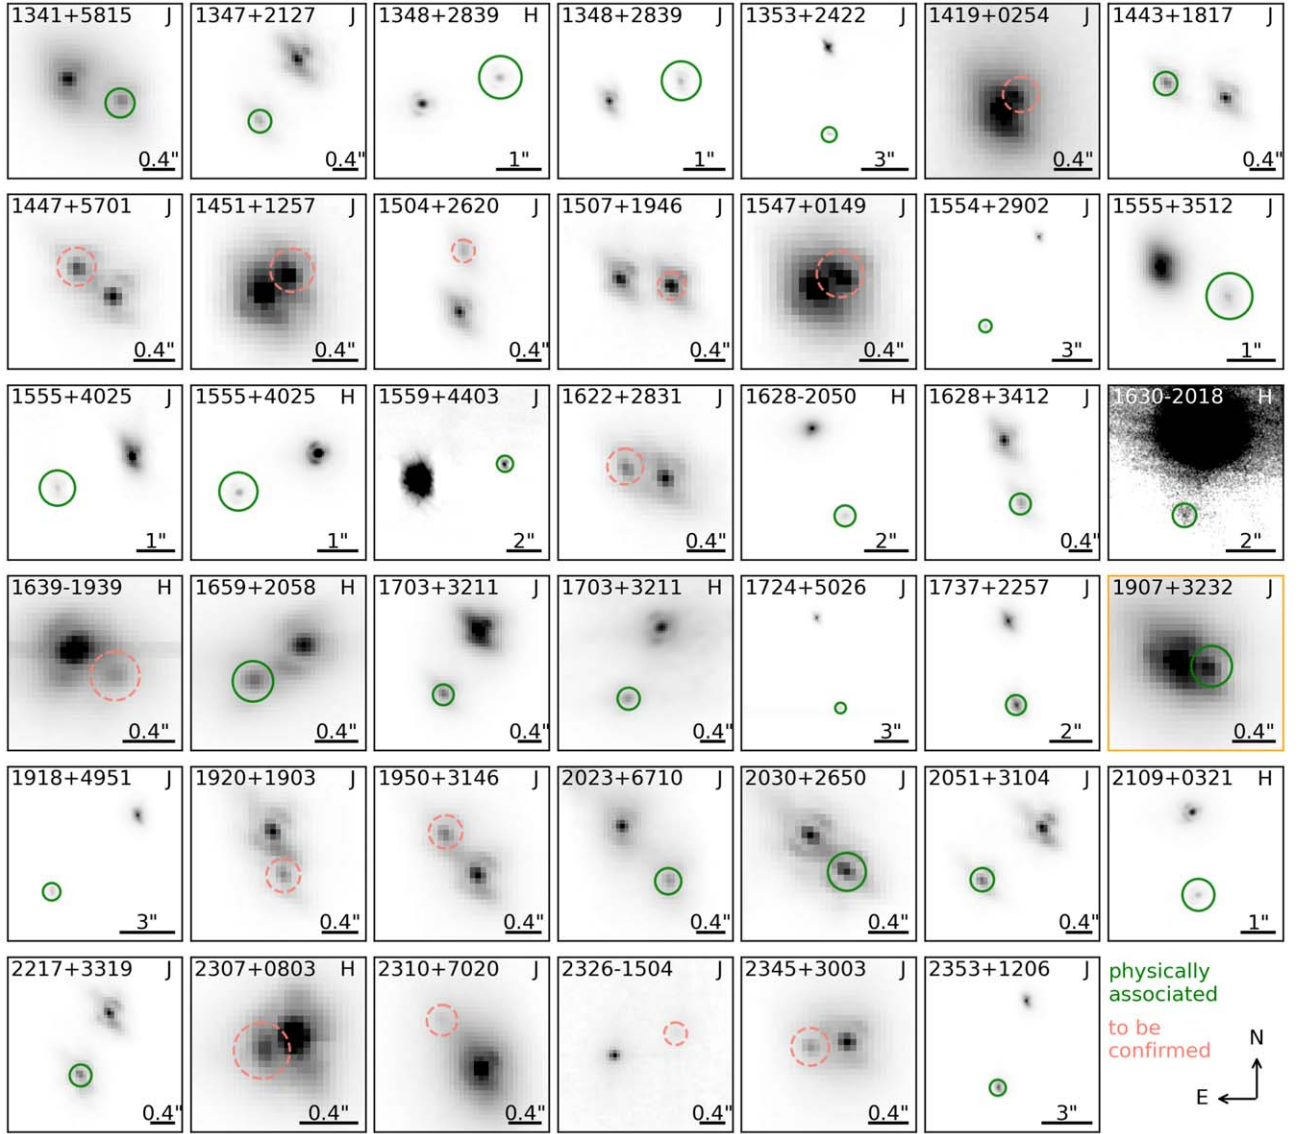 1341+5815 J
0.4"
1347+2127 J
0.4"
1348+2839 H
1"
1348+2839 J
1"
1353+2422 J
3"
1419+0254 J
0.4"
1443+1817 J
0.4"
1447+5701 J
0.4"
1451+1257 J
0.4"
1504+2620 J
0.4"
1507+1946 J
0.4"
1547+0149 J
0.4"
1554+2902 J
3"
1555+3512 J
1"
1555+4025 J
1"
1555+4025 H
1"
1559+4403 J
2"
1622+2831 J
0.4"
1628-2050 H
2"
1628+3412 J
0.4"
1630-2018 H
2"
1639-1939 H
0.4"
1659+2058 H
0.4"
1703+3211 J
0.4"
1703+3211 H
0.4"
1724+5026 J
3"
1737+2257 J
2"
1907+3232 J
0.4"
1918+4951 J
3"
1920+1903 J
0.4"
1950+3146 J
0.4"
2023+6710 J
0.4"
2030+2650 J
0.4"
2051+3104 J
0.4"
2109+0321 H
1"
2217+3319 J
0.4"
2307+0803 H
0.4"
2310+7020 J
0.4"
2326-1504 J
0.4"
2345+3003 J
0.4"
2353+1206 J
3"
physically
associated
to be
confirmed
N
E